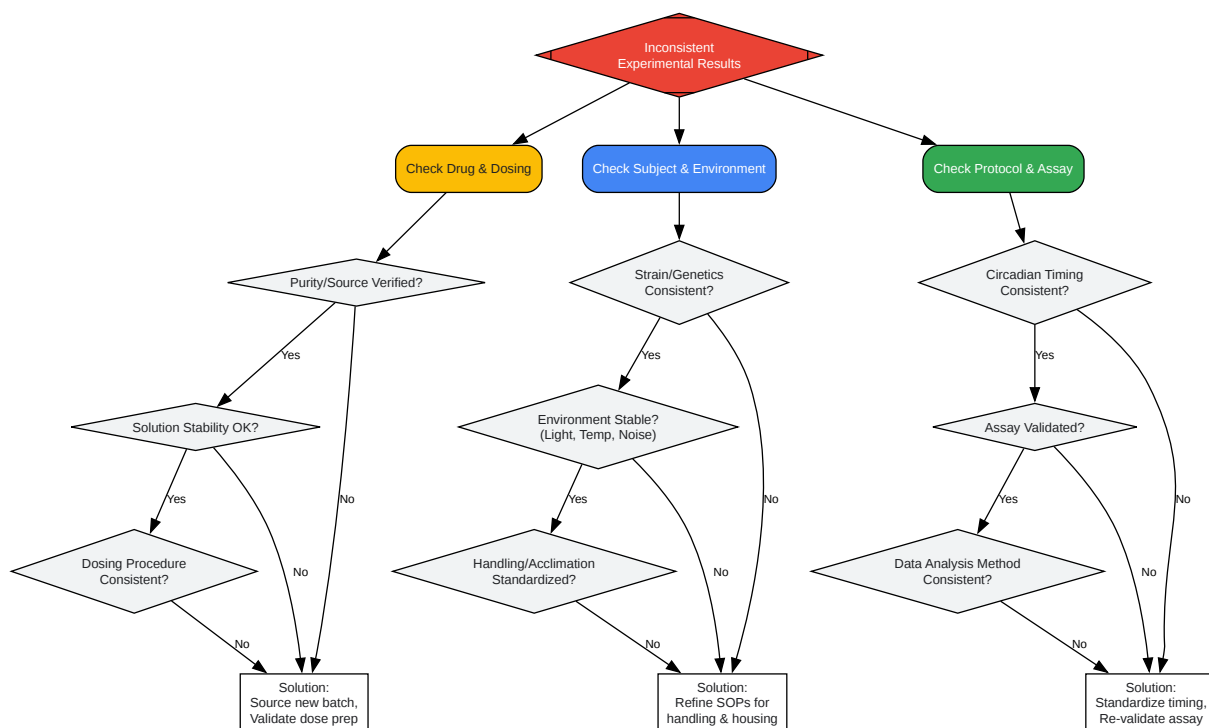 Inconsistent
Experimental Results
Check Drug & Dosing
Check Subject & Environment
Check Protocol & Assay
Purity/Source Verified?
Strain/Genetics
Consistent?
Circadian Timing
Consistent?
Yes
Yes
Yes
Solution Stability OK?
Environment Stable?
(Light, Temp, Noise)
Assay Validated?
Yes
No
Yes
No
Yes
No
Dosing Procedure
Consistent?
No
Handling/Acclimation
Standardized?
No
Data Analysis Method
Consistent?
No
No
No
No
Solution:
Source new batch,
Validate dose prep
Solution:
Refine SOPs for
handling & housing
Solution:
Standardize timing,
Re-validate assay